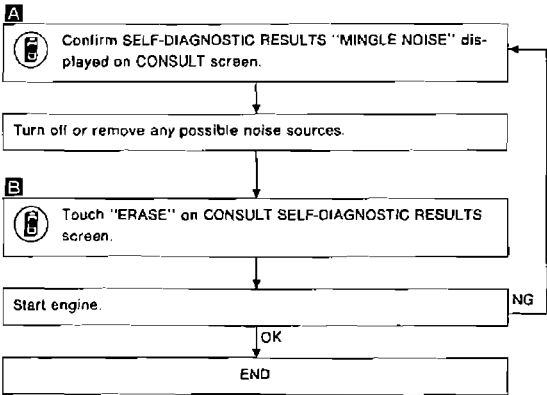 A
Confirm SELF-DIAGNOSTIC RESULTS "MINGLE NOISE" dis-
played on CONSULT screen.
Turn off or remove any possible noise sources.
B
Touch "ERASE" on CONSULT SELF-DIAGNOSTIC RESULTS
screen.
Start engine.
NG
OK
END